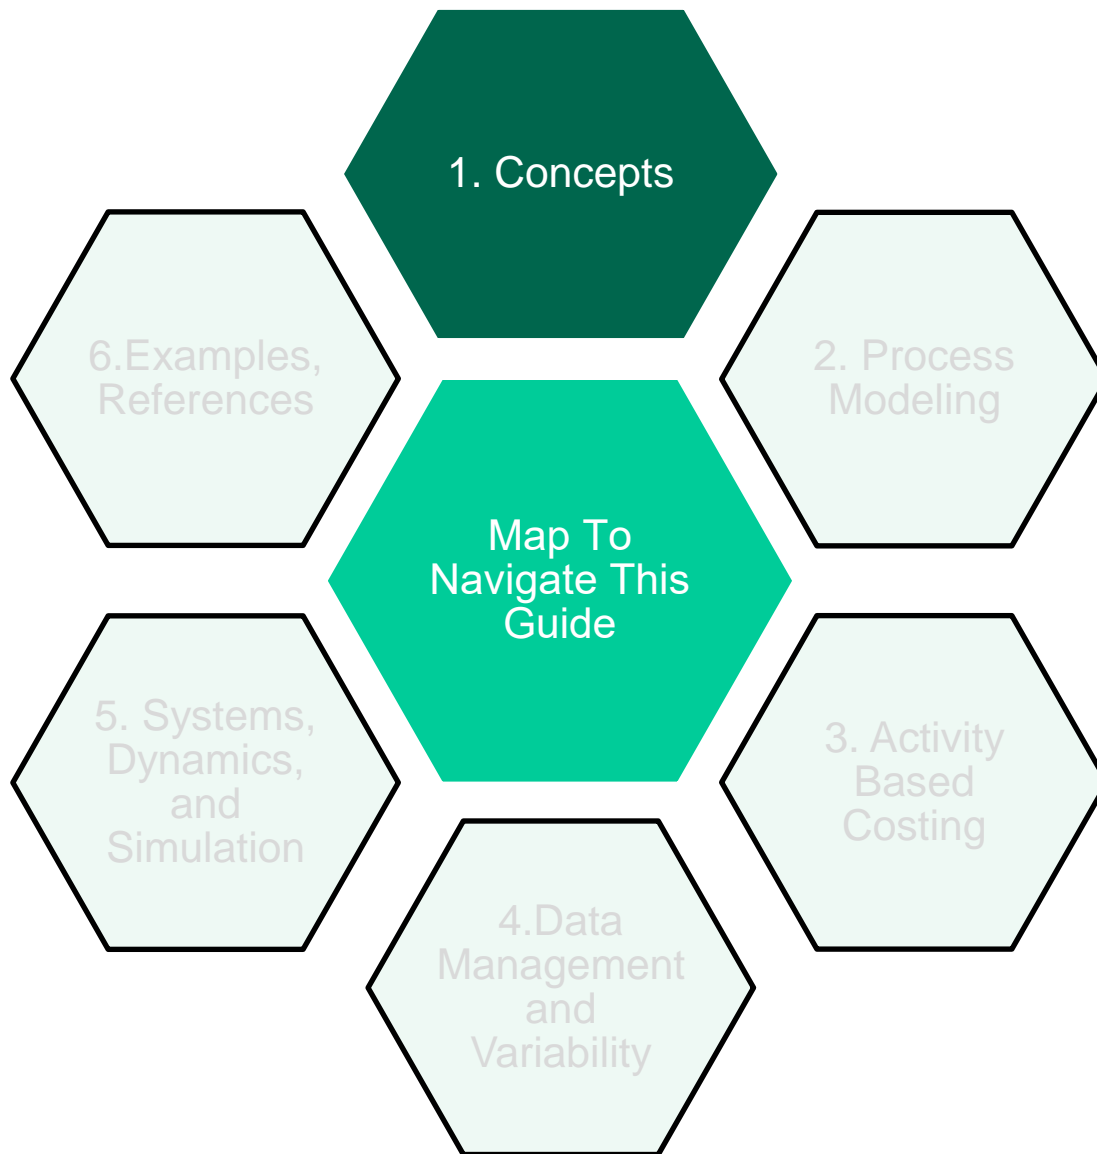 1. Concepts
6.Examples,
References
2. Process
Modeling
Map To
Navigate This
Guide
5. Systems,
Dynamics,
and
Simulation
3. Activity
Based
Costing
4.Data
Management
and
Variability